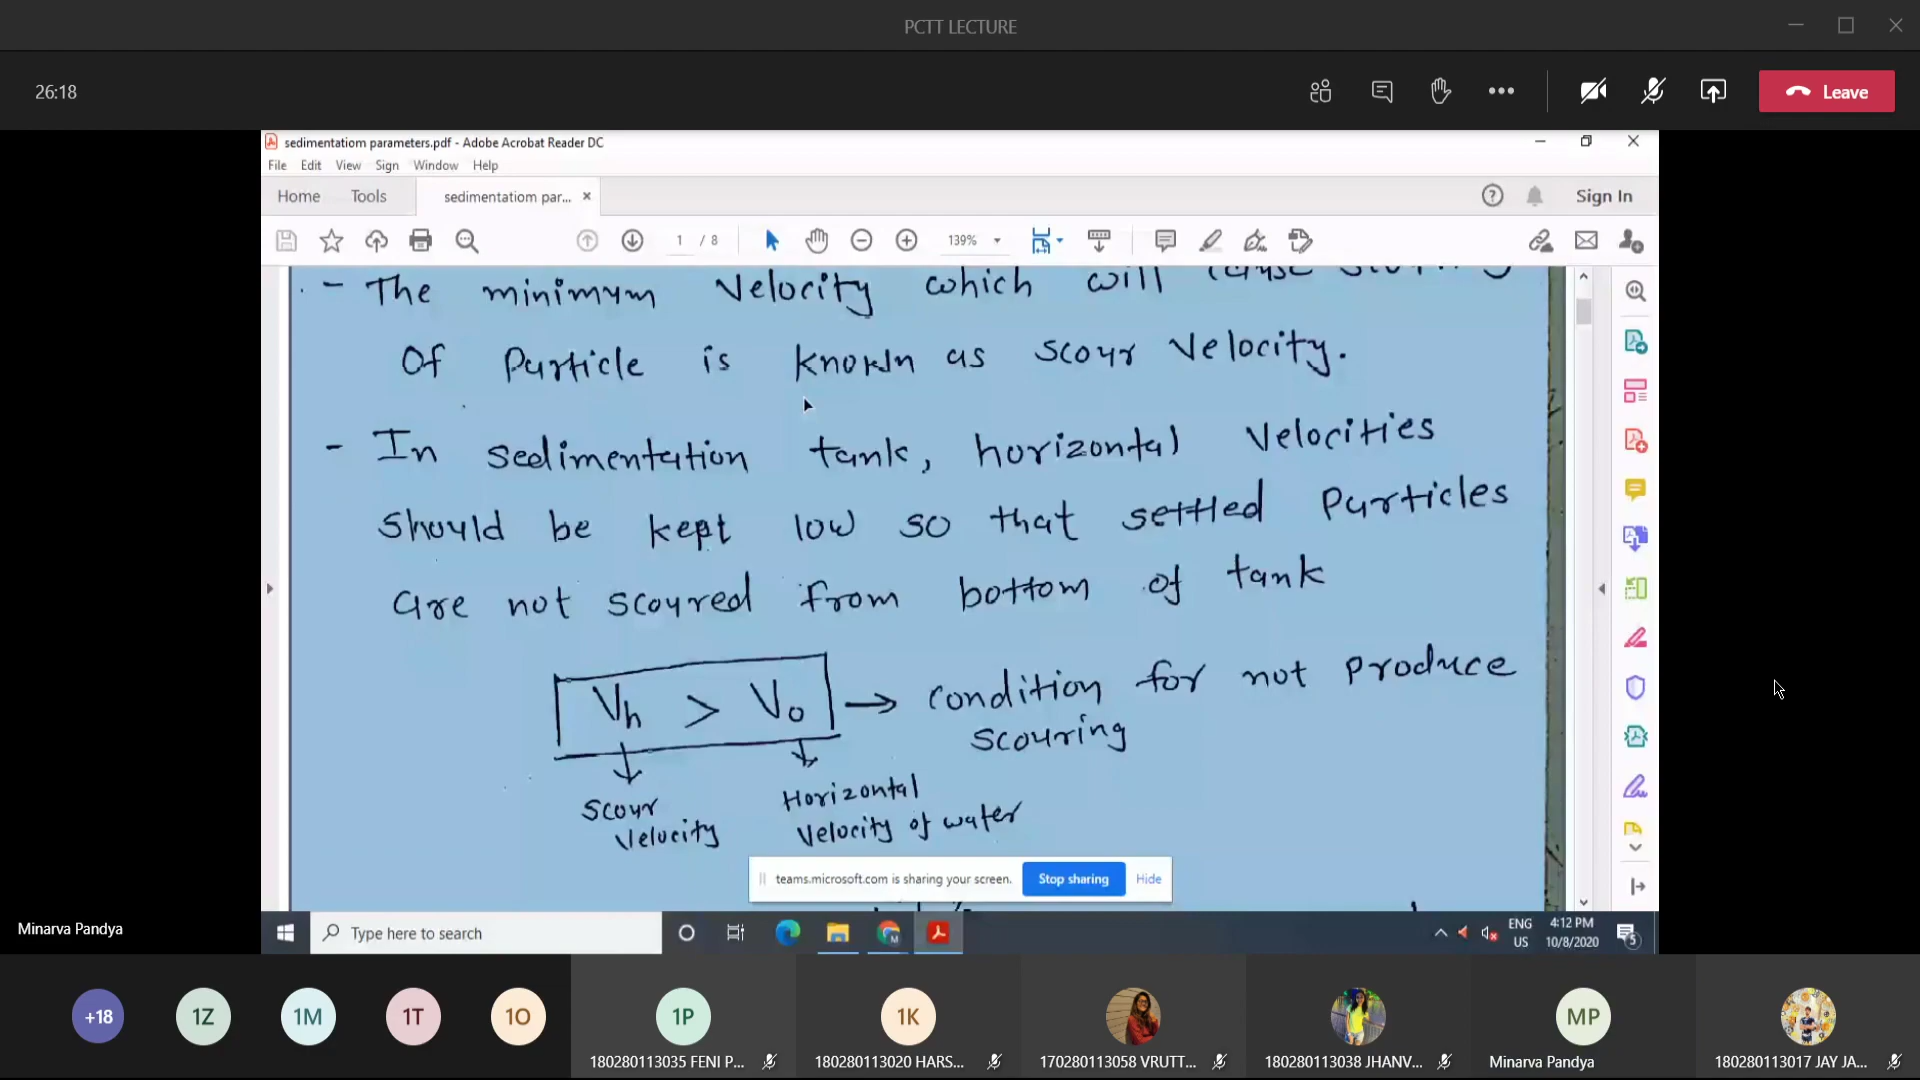 PCTT LECTURE
26:18
Leave
sedimentatiom parameters.pdf - Adobe Acrobat Reader DC
File Edit View Sign Window Help
Home Tools sedimentatiom par... × Sign In
1 / 8 139%
- The minimum Velocity which will
Of Particle is known as scour Velocity.
- In sedimentation tank, horizontal Velocities
should be kept low so that settled Particles
are not scoured from bottom of tank
Vh > Vo → condition for not produce
scouring
Scour
Velocity
Horizontal
Velocity of water
teams.microsoft.com is sharing your screen. Stop sharing Hide
Minarva Pandya
Type here to search
ENG
US
4:12 PM
10/8/2020
5
+18 1Z 1M 1T 1O 1P 1K MP
180280113035 FENI P... 180280113020 HARS... 170280113058 VRUTT... 180280113038 JHANV... Minarva Pandya 180280113017 JAY JA...